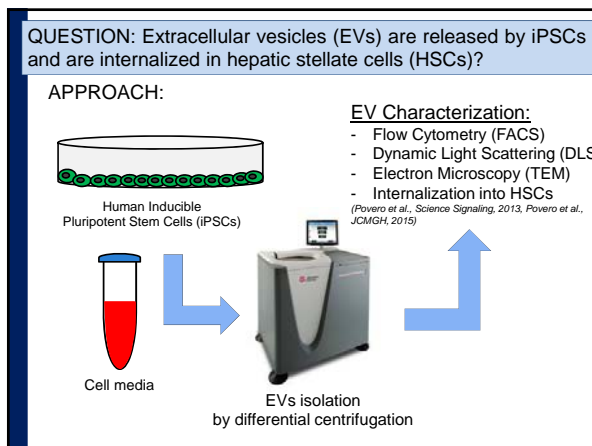 QUESTION: Extracellular vesicles (EVs) are released by iPSCs
and are internalized in hepatic stellate cells (HSCs)?
APPROACH:
Human Inducible
Pluripotent Stem Cells (iPSCs)
Cell media
EVs isolation
by differential centrifugation
EV Characterization:
- Flow Cytometry (FACS)
- Dynamic Light Scattering (DLS
- Electron Microscopy (TEM)
- Internalization into HSCs
(Povero et al., Science Signaling, 2013, Povero et al.,
JCMGH, 2015)